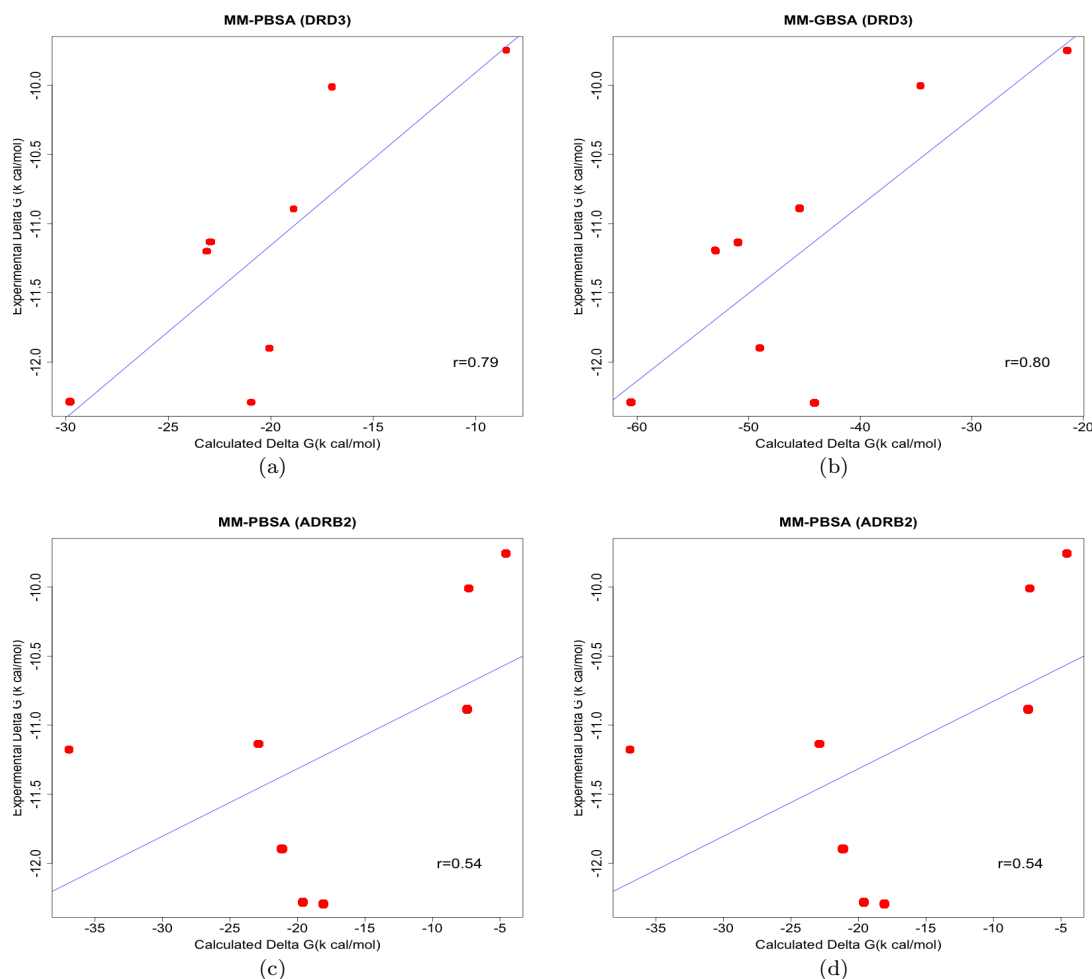 MM-PBSA (DRD3)
Experimental Delta G (k cal/mol)
-10.0
-10.5
-11.0
-11.5
-12.0
r=0.79
-30 -25 -20 -15 -10
Calculated Delta G(k cal/mol)
(a)
MM-GBSA (DRD3)
Experimental Delta G (k cal/mol)
-10.0
-10.5
-11.0
-11.5
-12.0
r=0.80
-60 -50 -40 -30 -20
Calculated Delta G(k cal/mol)
(b)
MM-PBSA (ADRB2)
Experimental Delta G (k cal/mol)
-10.0
-10.5
-11.0
-11.5
-12.0
r=0.54
-35 -30 -25 -20 -15 -10 -5
Calculated Delta G(k cal/mol)
(c)
MM-PBSA (ADRB2)
Experimental Delta G (k cal/mol)
-10.0
-10.5
-11.0
-11.5
-12.0
r=0.54
-35 -30 -25 -20 -15 -10 -5
Calculated Delta G(k cal/mol)
(d)